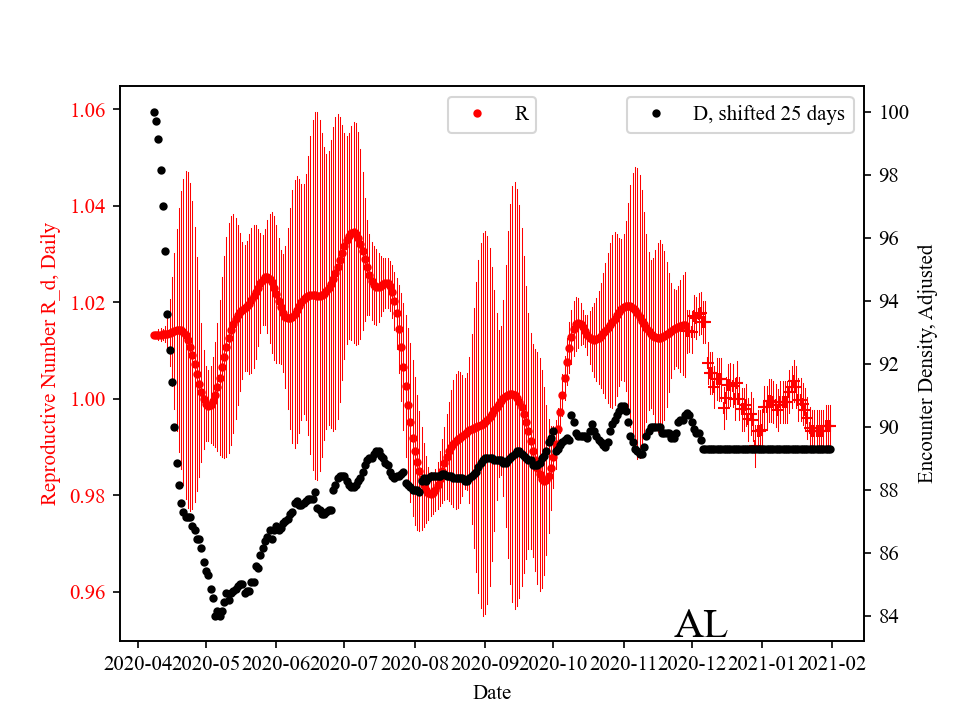 R
D, shifted 25 days
1.06
1.04
1.02
1.00
0.98
0.96
Reproductive Number R_d, Daily
100
98
96
94
92
90
88
86
84
Encounter Density, Adjusted
AL
2020-04 2020-05 2020-06 2020-07 2020-08 2020-09 2020-10 2020-11 2020-12 2021-01 2021-02
Date